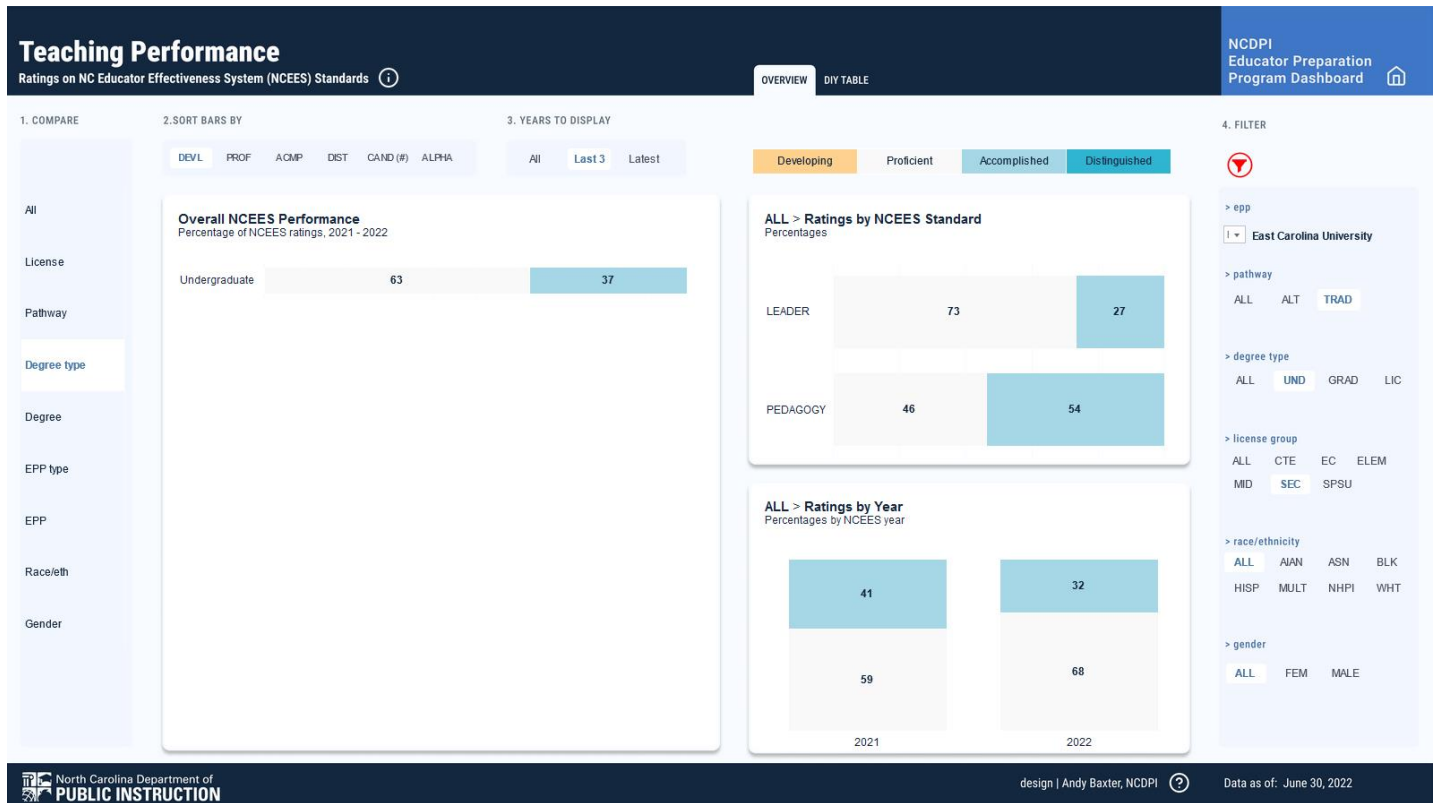 Teaching Performance
Ratings on NC Educator Effectiveness System (NCEES) Standards
OVERVIEW DIY TABLE
NCDPI
Educator Preparation
Program Dashboard
1. COMPARE
All
License
Pathway
Degree type
Degree
EPP type
EPP
Race/eth
Gender
2.SORT BARS BY
DEVL PROF ACMP DIST CAND (#) ALPHA
3. YEARS TO DISPLAY
All Last 3 Latest
Developing Proficient Accomplished Distinguished
Overall NCEES Performance
Percentage of NCEES ratings, 2021 - 2022
Undergraduate 63 37
ALL > Ratings by NCEES Standard
Percentages
LEADER 73 27
PEDAGOGY 46 54
ALL > Ratings by Year
Percentages by NCEES year
41 32
59 68
2021 2022
4. FILTER
> epp
East Carolina University
> pathway
ALL ALT TRAD
> degree type
ALL UND GRAD LIC
> license group
ALL CTE EC ELEM
MID SEC SPSU
> race/ethnicity
ALL AIAN ASN BLK
HISP MULT NHPI WHT
> gender
ALL FEM MALE
North Carolina Department of
PUBLIC INSTRUCTION
design | Andy Baxter, NCDPI ?
Data as of: June 30, 2022